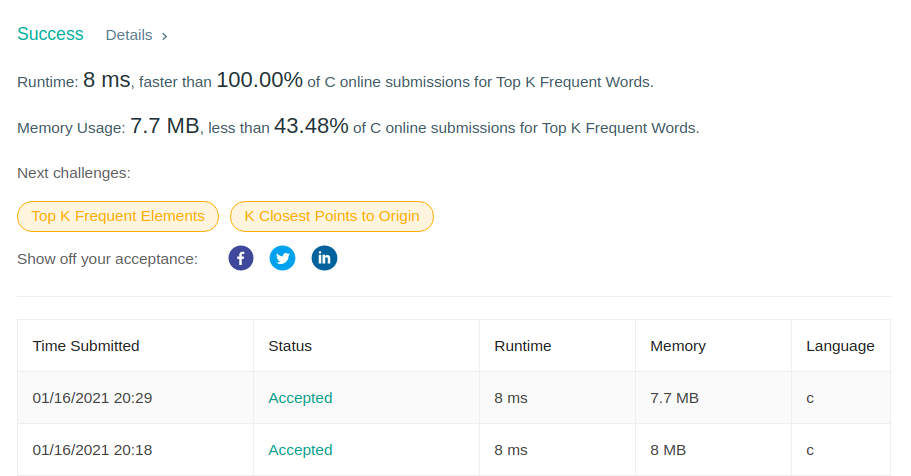 Success Details ›
Runtime: 8 ms, faster than 100.00% of C online submissions for Top K Frequent Words.
Memory Usage: 7.7 MB, less than 43.48% of C online submissions for Top K Frequent Words.
Next challenges:
Top K Frequent Elements K Closest Points to Origin
Show off your acceptance:
Time Submitted Status Runtime Memory Language
01/16/2021 20:29 Accepted 8 ms 7.7 MB c
01/16/2021 20:18 Accepted 8 ms 8 MB c